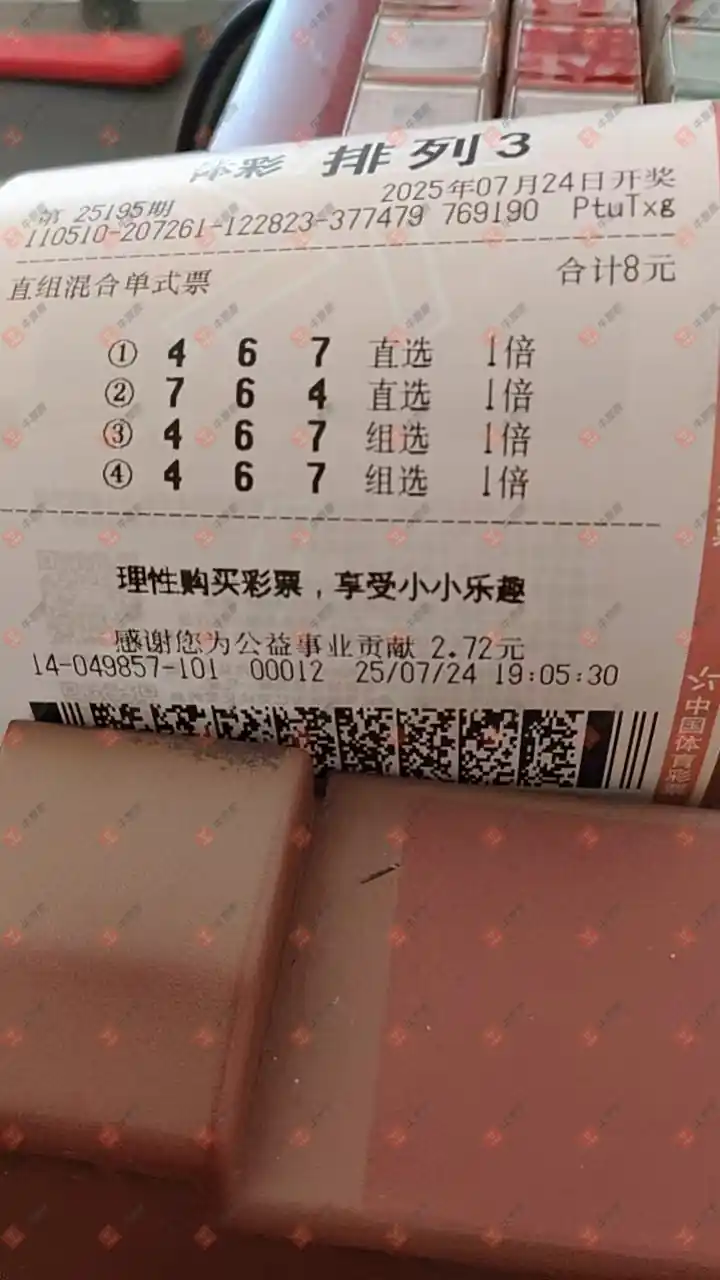 体彩 排列3
第 25195期 2025年07月24日开奖
110510-207261-122823-377479 769190 PtuTxg
直组混合单式票 合计8元
① 4 6 7 直选 1倍
② 7 6 4 直选 1倍
③ 4 6 7 组选 1倍
④ 4 6 7 组选 1倍
理性购买彩票，享受小小乐趣
感谢您为公益事业贡献 2.72元
14-049857-101 00012 25/07/24 19:05:30
中国体育彩票